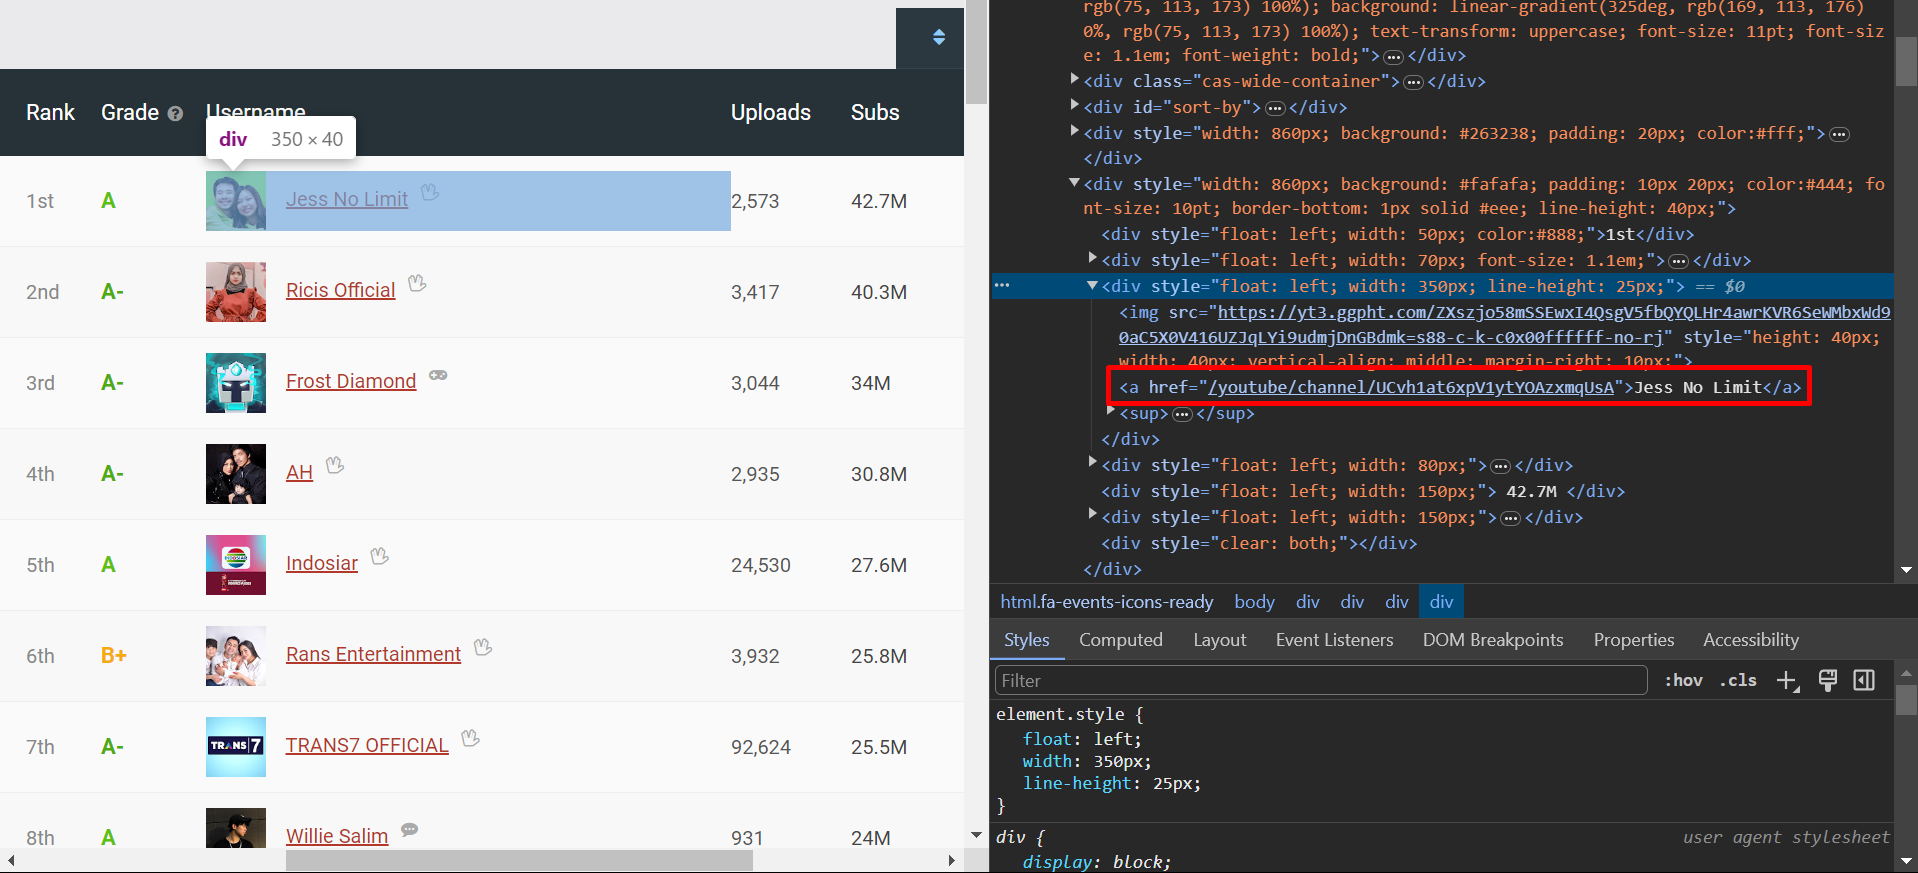 Rank Grade ? Username Uploads Subs
div 350 × 40
1st A Jess No Limit 2,573 42.7M
2nd A- Ricis Official 3,417 40.3M
3rd A- Frost Diamond 3,044 34M
4th A- AH 2,935 30.8M
5th A Indosiar 24,530 27.6M
INDOSIAR
6th B+ Rans Entertainment 3,932 25.8M
7th A- TRANS7 OFFICIAL 92,624 25.5M
TRANS|7
8th A Willie Salim 931 24M
rgb(75, 113, 173) 100%); background: linear-gradient(325deg, rgb(169, 113, 176)
0%, rgb(75, 113, 173) 100%); text-transform: uppercase; font-size: 11pt; font-siz
e: 1.1em; font-weight: bold;">…</div>
<div class="cas-wide-container">…</div>
<div id="sort-by">…</div>
<div style="width: 860px; background: #263238; padding: 20px; color:#fff;">…
</div>
<div style="width: 860px; background: #fafafa; padding: 10px 20px; color:#444; fo
nt-size: 10pt; border-bottom: 1px solid #eee; line-height: 40px;">
<div style="float: left; width: 50px; color:#888;">1st</div>
<div style="float: left; width: 70px; font-size: 1.1em;">…</div>
… <div style="float: left; width: 350px; line-height: 25px;"> == $0
<img src="https://yt3.ggpht.com/ZXszjo58mSSEwxI4QsgV5fbQYQLHr4awrKVR6SeWMbxWd9
0aC5X0V416UZJqLYi9udmjDnGBdmk=s88-c-k-c0x00ffffff-no-rj" style="height: 40px;
width: 40px; vertical-align: middle; margin-right: 10px;">
<a href="/youtube/channel/UCvh1at6xpV1ytYOAzxmqUsA">Jess No Limit</a>
<sup>…</sup>
</div>
<div style="float: left; width: 80px;">…</div>
<div style="float: left; width: 150px;"> 42.7M </div>
<div style="float: left; width: 150px;">…</div>
<div style="clear: both;"></div>
</div>
html.fa-events-icons-ready body div div div div
Styles Computed Layout Event Listeners DOM Breakpoints Properties Accessibility
Filter :hov .cls
element.style {
float: left;
width: 350px;
line-height: 25px;
}
div { user agent stylesheet
display: block;